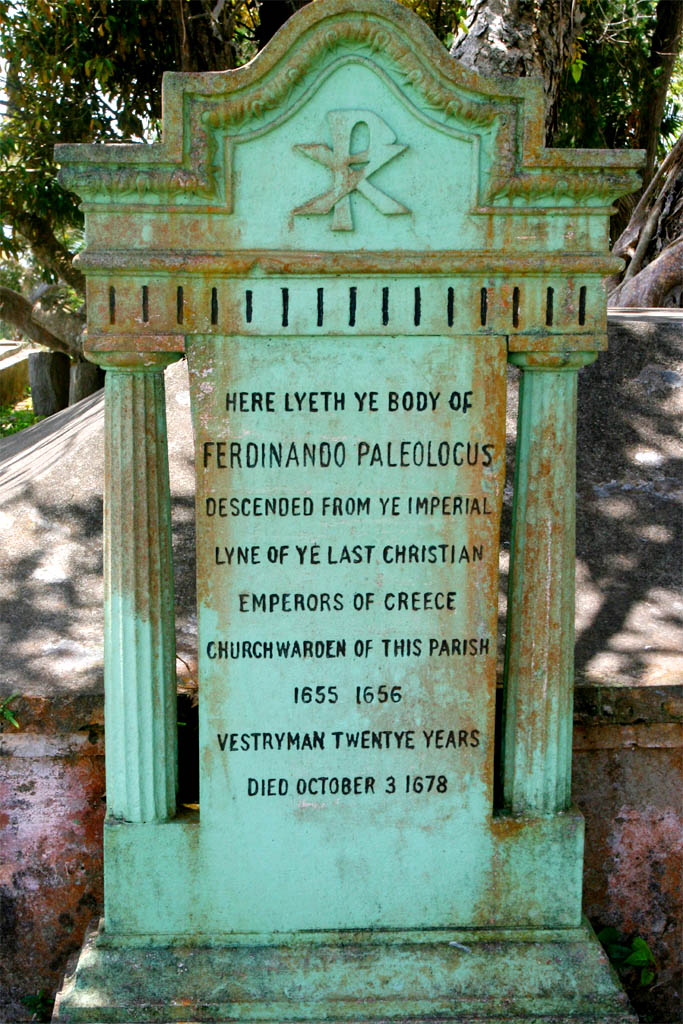 HERE LYETH YE BODY OF
FERDINANDO PALEOLOCUS
DESCENDED FROM YE IMPERIAL
LYNE OF YE LAST CHRISTIAN
EMPERORS OF GREECE
CHURCHWARDEN OF THIS PARISH
1655 1656
VESTRYMAN TWENTYE YEARS
DIED OCTOBER 3 1678